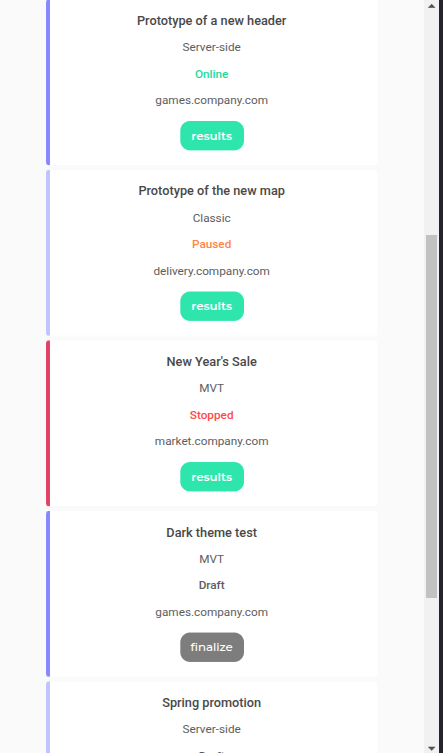 Prototype of a new header
Server-side
Online
games.company.com
results
Prototype of the new map
Classic
Paused
delivery.company.com
results
New Year's Sale
MVT
Stopped
market.company.com
results
Dark theme test
MVT
Draft
games.company.com
finalize
Spring promotion
Server-side